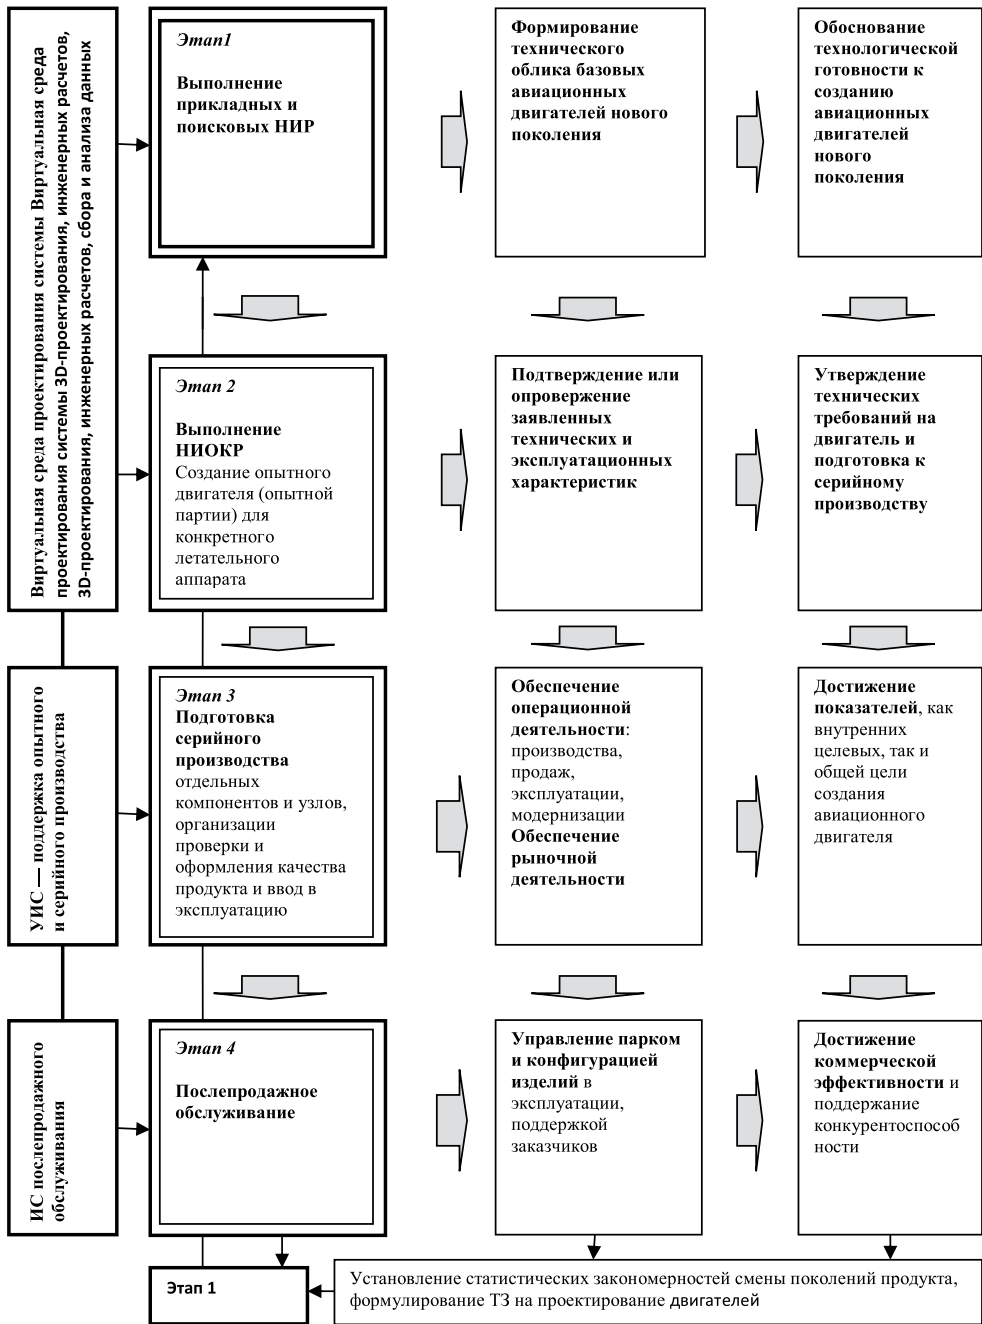 Виртуальная среда проектирования системы Виртуальная среда
проектирования системы 3D-проектирования, инженерных расчетов,
3D-проектирования, инженерных расчетов, сбора и анализа данных
Этап1
Выполнение
прикладных и
поисковых НИР
Формирование
технического
облика базовых
авиационных
двигателей нового
поколения
Обоснование
технологической
готовности к
созданию
авиационных
двигателей
нового
поколения
Этап 2
Выполнение
НИОКР
Создание опытного
двигателя (опытной
партии) для
конкретного
летательного
аппарата
Подтверждение или
опровержение
заявленных
технических и
эксплуатационных
характеристик
Утверждение
технических
требований на
двигатель и
подготовка к
серийному
производству
УИС — поддержка опытного
и серийного производства
Этап 3
Подготовка
серийного
производства
отдельных
компонентов и узлов,
организации
проверки и
оформления качества
продукта и ввод в
эксплуатацию
Обеспечение
операционной
деятельности:
производства,
продаж,
эксплуатации,
модернизации
Обеспечение
рыночной
деятельности
Достижение
показателей, как
внутренних
целевых, так и
общей цели
создания
авиационного
двигателя
ИС послепродажного
обслуживания
Этап 4
Послепродажное
обслуживание
Управление парком
и конфигурацией
изделий в
эксплуатации,
поддержкой
заказчиков
Достижение
коммерческой
эффективности и
поддержание
конкурентоспособ
ности
Этап 1
Установление статистических закономерностей смены поколений продукта,
формулирование ТЗ на проектирование двигателей